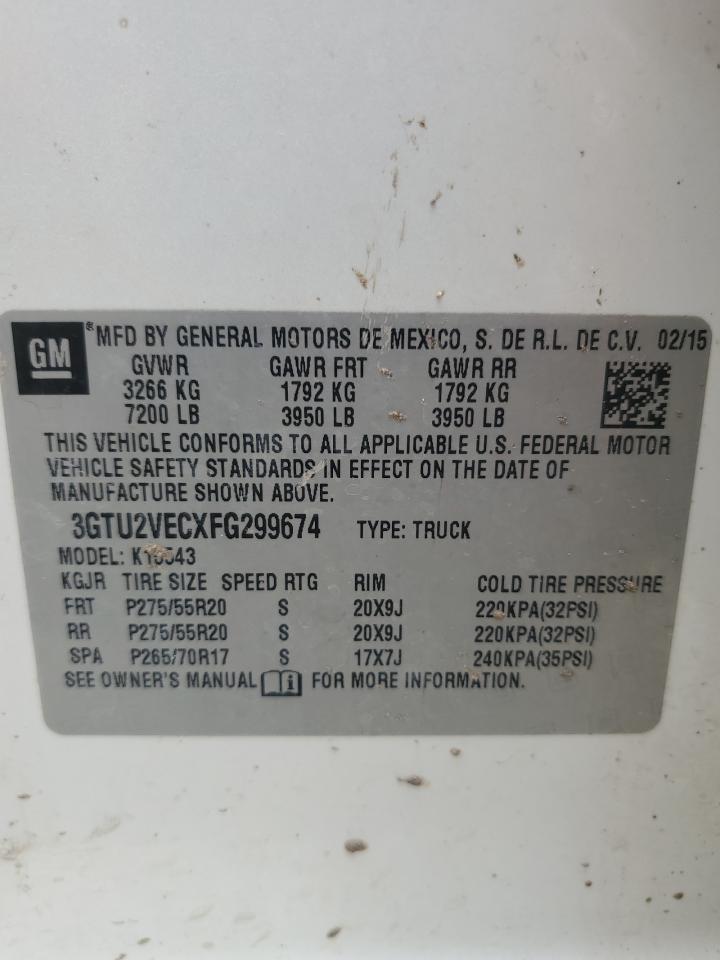 GM
® MFD BY GENERAL MOTORS DE MEXICO, S. DE R.L. DE C.V. 02/15
GVWR GAWR FRT GAWR RR
3266 KG 1792 KG 1792 KG
7200 LB 3950 LB 3950 LB
THIS VEHICLE CONFORMS TO ALL APPLICABLE U.S. FEDERAL MOTOR
VEHICLE SAFETY STANDARDS IN EFFECT ON THE DATE OF
MANUFACTURE SHOWN ABOVE.
3GTU2VECXFG299674 TYPE: TRUCK
MODEL: K15543
KGJR TIRE SIZE SPEED RTG RIM COLD TIRE PRESSURE
FRT P275/55R20 S 20X9J 220KPA(32PSI)
RR P275/55R20 S 20X9J 220KPA(32PSI)
SPA P265/70R17 S 17X7J 240KPA(35PSI)
SEE OWNER'S MANUAL i FOR MORE INFORMATION.